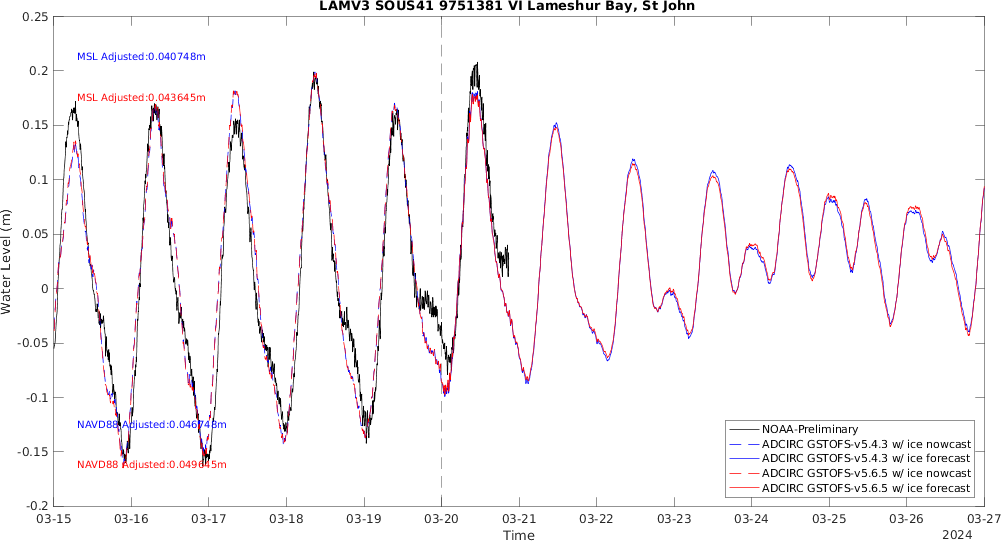 LAMV3 SOUS41 9751381 VI Lameshur Bay, St John
0.25
0.2
0.15
0.1
0.05
0
-0.05
-0.1
-0.15
-0.2
Water Level (m)
MSL Adjusted:0.040748m
MSL Adjusted:0.043645m
NAVD88 Adjusted:0.046748m
NAVD88 Adjusted:0.049645m
NOAA-Preliminary
ADCIRC GSTOFS-v5.4.3 w/ ice nowcast
ADCIRC GSTOFS-v5.4.3 w/ ice forecast
ADCIRC GSTOFS-v5.6.5 w/ ice nowcast
ADCIRC GSTOFS-v5.6.5 w/ ice forecast
03-15 03-16 03-17 03-18 03-19 03-20 03-21 03-22 03-23 03-24 03-25 03-26 03-27
Time
2024